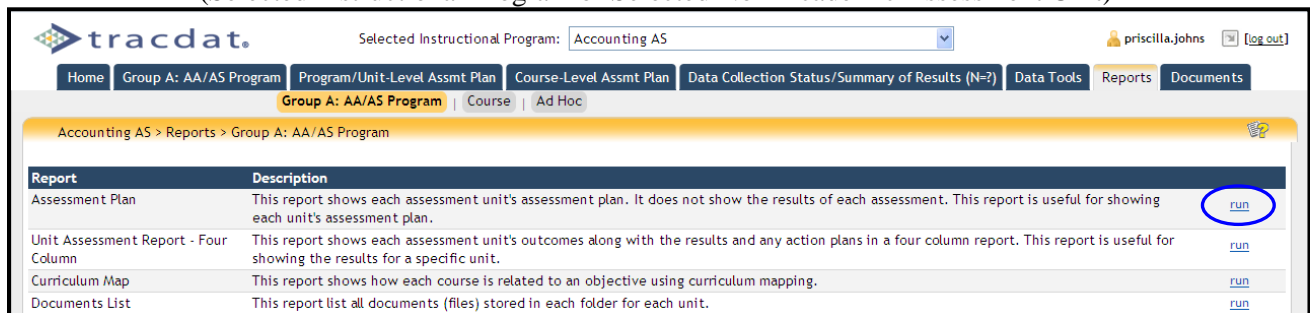 tracdat.
Selected Instructional Program: Accounting AS
priscilla.johns [log out]
Home Group A: AA/AS Program Program/Unit-Level Assmt Plan Course-Level Assmt Plan Data Collection Status/Summary of Results (N=?) Data Tools Reports Documents
Group A: AA/AS Program | Course | Ad Hoc
Accounting AS > Reports > Group A: AA/AS Program
Report Description
Assessment Plan This report shows each assessment unit's assessment plan. It does not show the results of each assessment. This report is useful for showing
each unit's assessment plan.
run
Unit Assessment Report - Four This report shows each assessment unit's outcomes along with the results and any action plans in a four column report. This report is useful for
Column showing the results for a specific unit.
run
Curriculum Map This report shows how each course is related to an objective using curriculum mapping. run
Documents List This report list all documents (files) stored in each folder for each unit. run